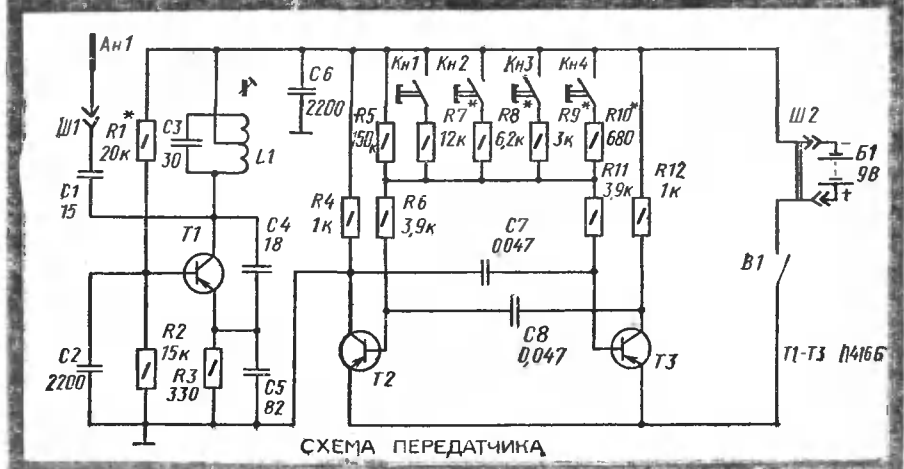 Ан1
Ш1
C1
15
R1*
20к
C3
30
L1
C6
2200
R5
150к
Кн1
Кн2
Кн3
Кн4
R7*
12к
R8*
6,2к
R9*
3к
R10*
680
Ш2
-
Б1
9В
+
R4
1к
R6
3,9к
R11
3,9к
R12
1к
C7
0,047
T1
C4
18
В1
C2
2200
R2
15к
R3
330
C5
82
T2
C8
0,047
T3
T1-T3 П416Б
СХЕМА ПЕРЕДАТЧИКА